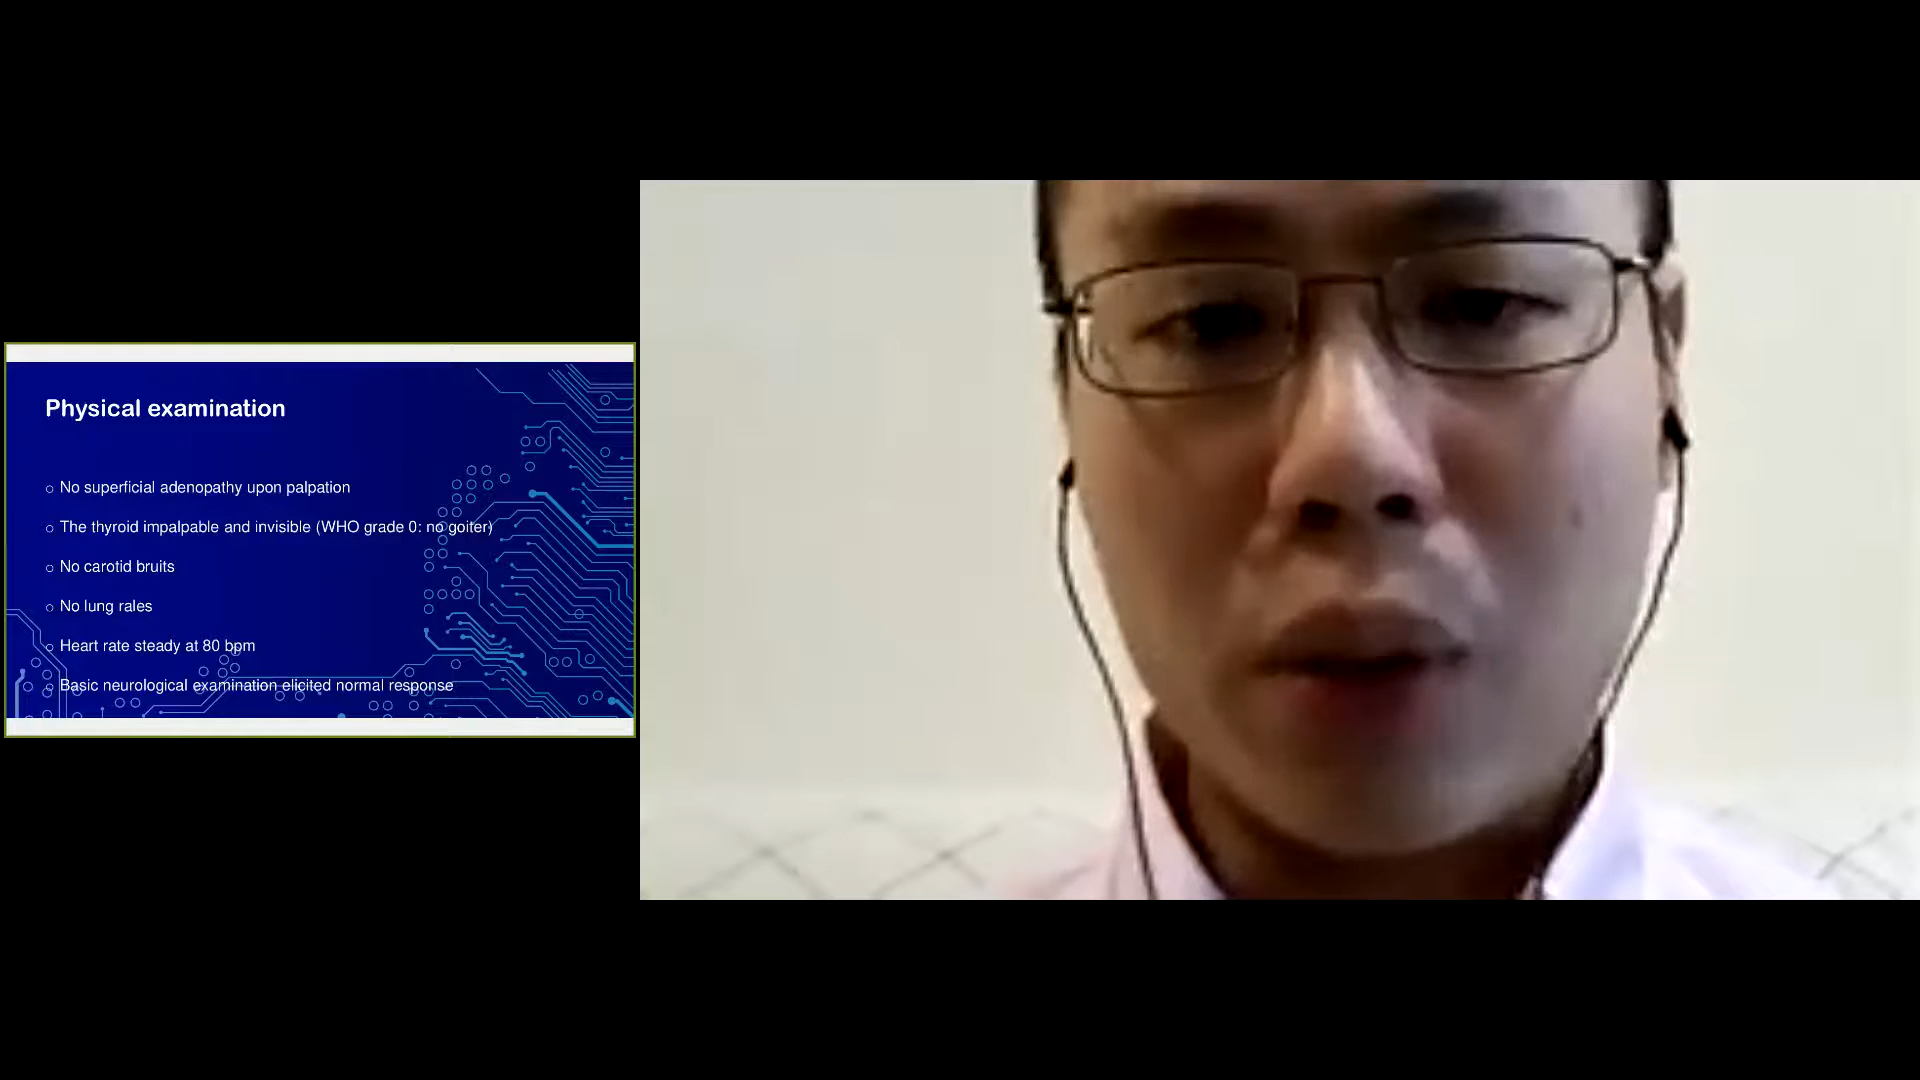 Physical examination
No superficial adenopathy upon palpation
The thyroid impalpable and invisible (WHO grade 0: no goiter)
No carotid bruits
No lung rales
Heart rate steady at 80 bpm
Basic neurological examination elicited normal response